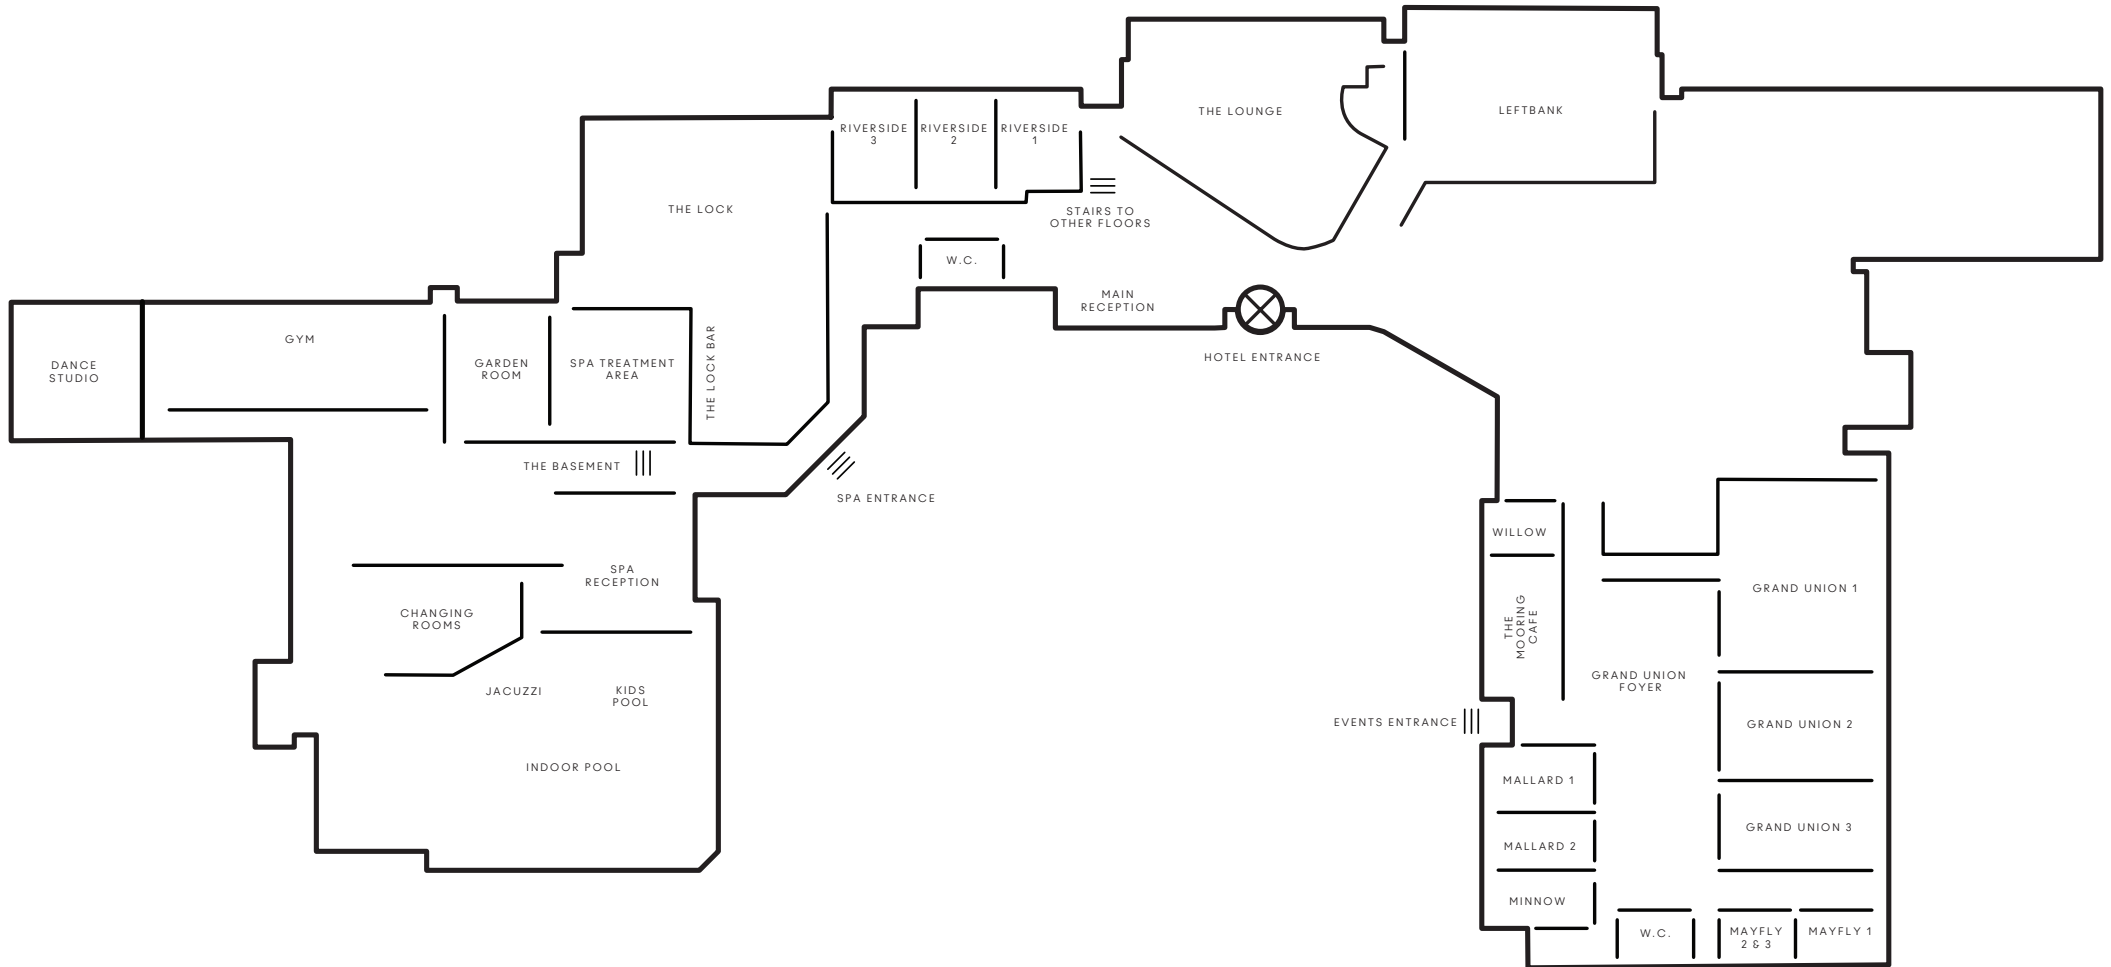 THE LOUNGE
LEFTBANK
RIVERSIDE
3
RIVERSIDE
2
RIVERSIDE
1
THE LOCK
STAIRS TO
OTHER FLOORS
W.C.
MAIN
RECEPTION
HOTEL ENTRANCE
GYM
DANCE
STUDIO
GARDEN
ROOM
SPA TREATMENT
AREA
THE LOCK BAR
THE BASEMENT
SPA ENTRANCE
SPA
RECEPTION
CHANGING
ROOMS
JACUZZI
KIDS
POOL
INDOOR POOL
WILLOW
THE
MOORING
CAFE
GRAND UNION 1
GRAND UNION
FOYER
EVENTS ENTRANCE
GRAND UNION 2
MALLARD 1
GRAND UNION 3
MALLARD 2
MINNOW
W.C.
MAYFLY
2 & 3
MAYFLY 1